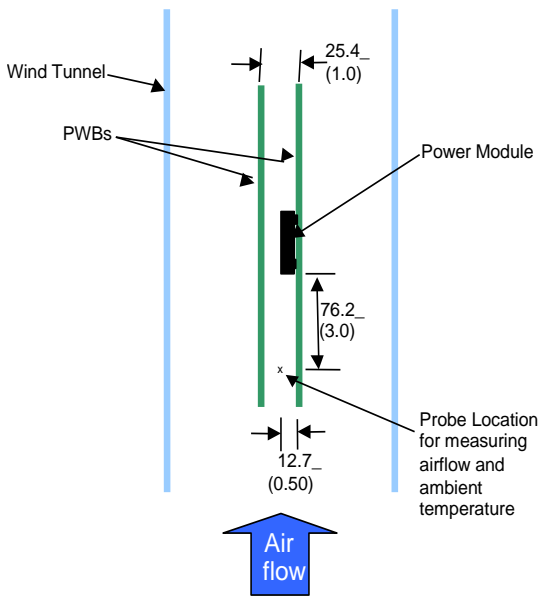 25.4_
(1.0)
Wind Tunnel
PWBs
Power Module
76.2_
(3.0)
x
Probe Location
for measuring
airflow and
ambient
temperature
12.7_
(0.50)
Air
flow